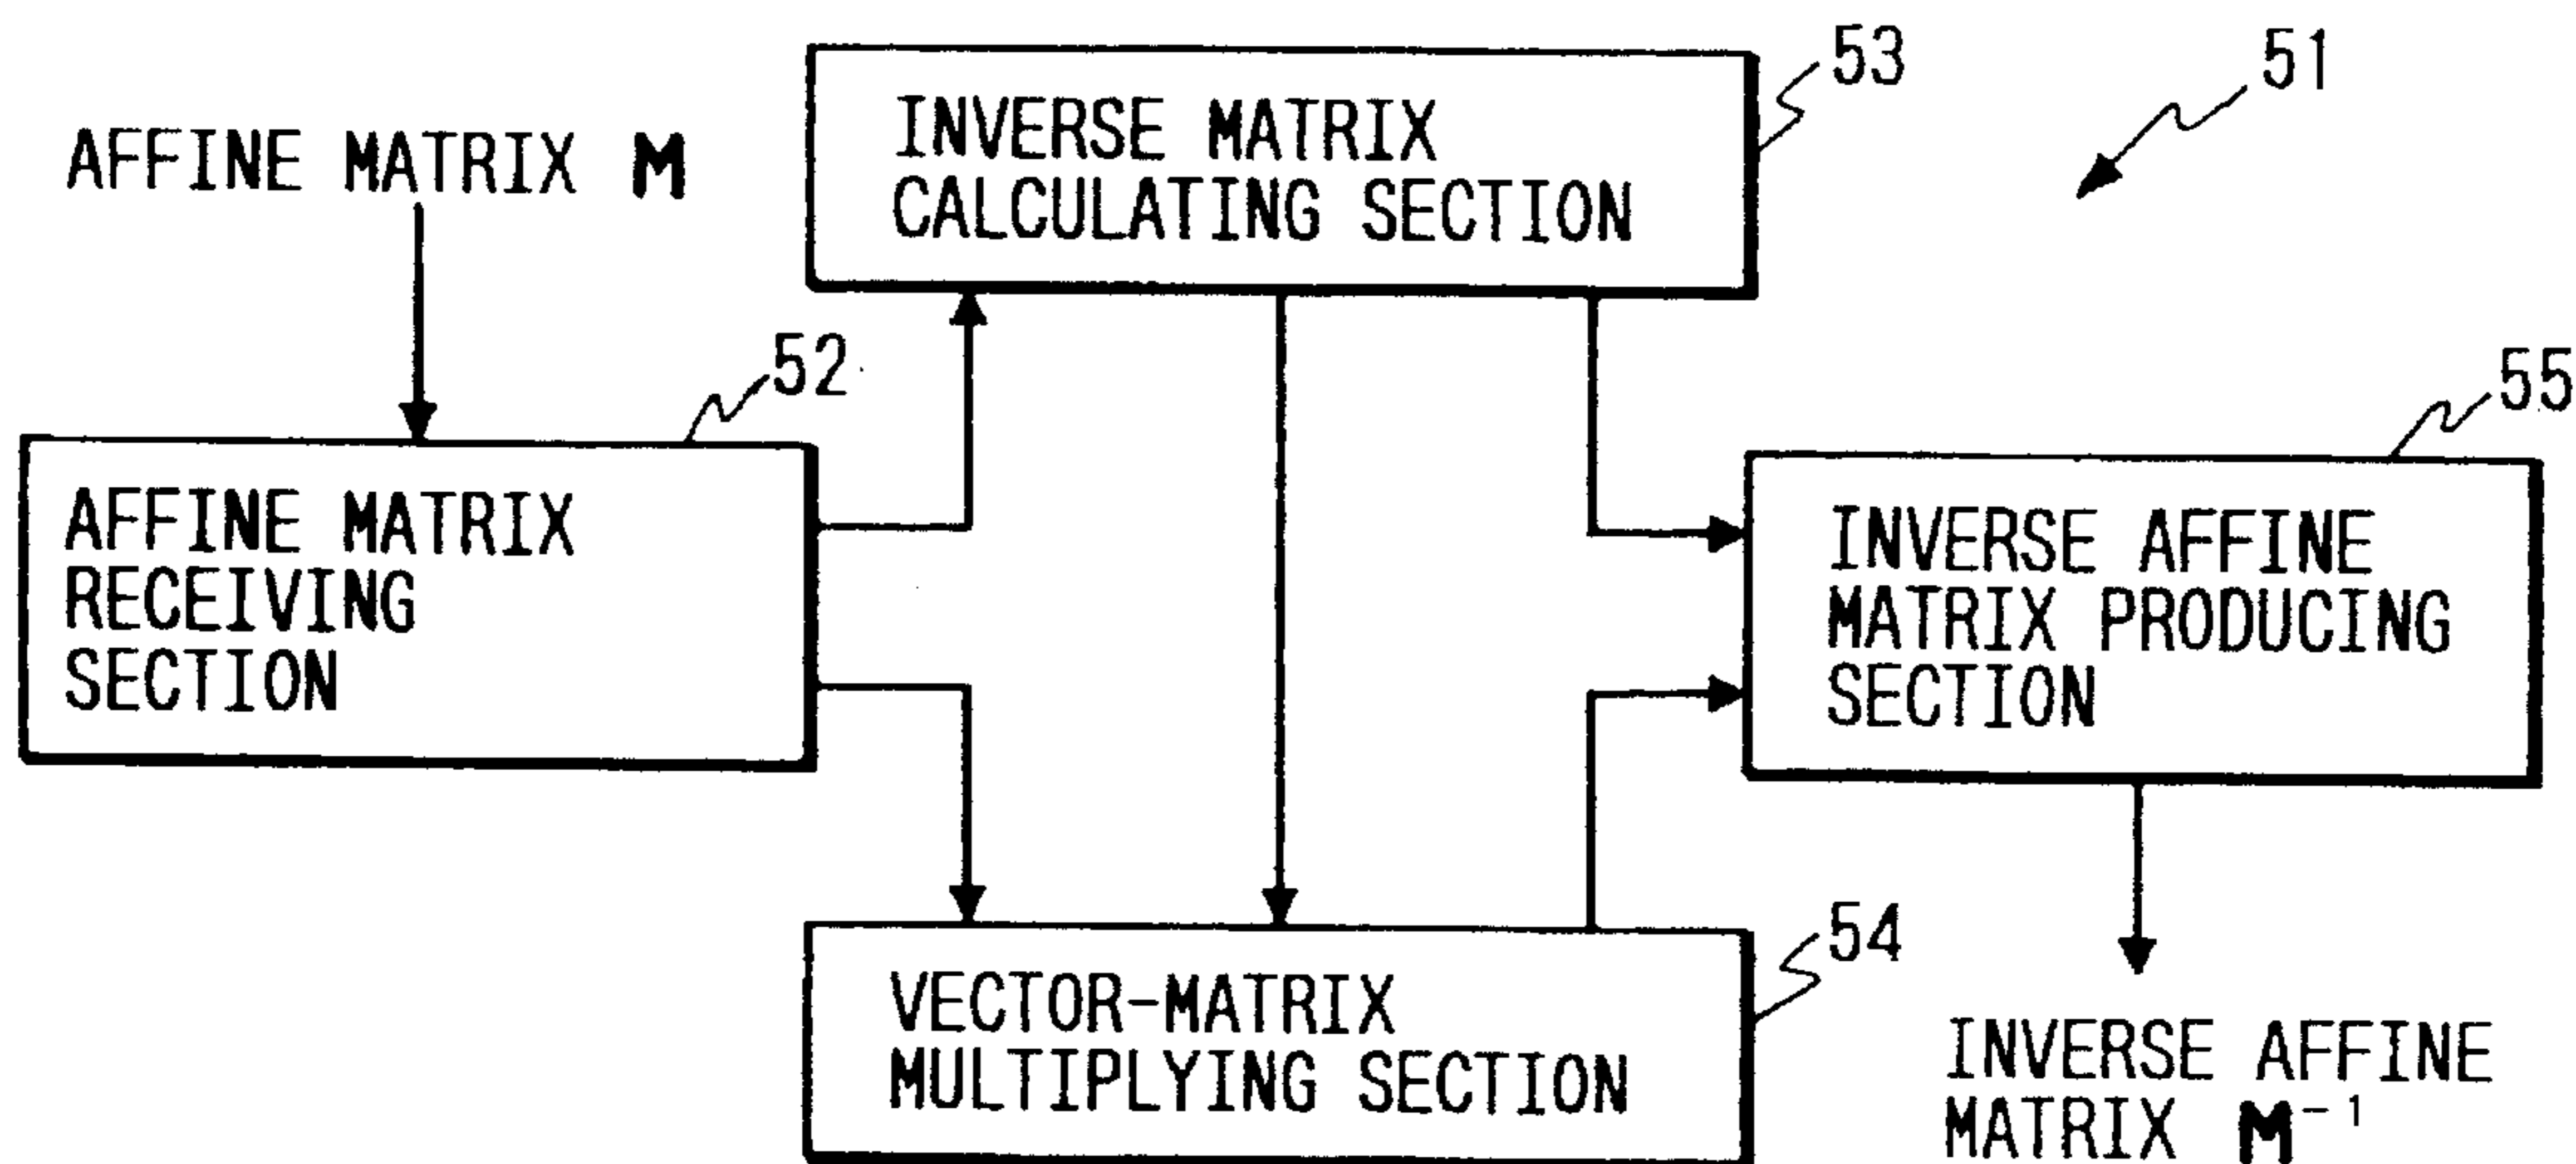 51
53
INVERSE MATRIX
CALCULATING SECTION
AFFINE MATRIX M
52
AFFINE MATRIX
RECEIVING
SECTION
55
INVERSE AFFINE
MATRIX PRODUCING
SECTION
54
VECTOR-MATRIX
MULTIPLYING SECTION
INVERSE AFFINE
MATRIX M⁻¹